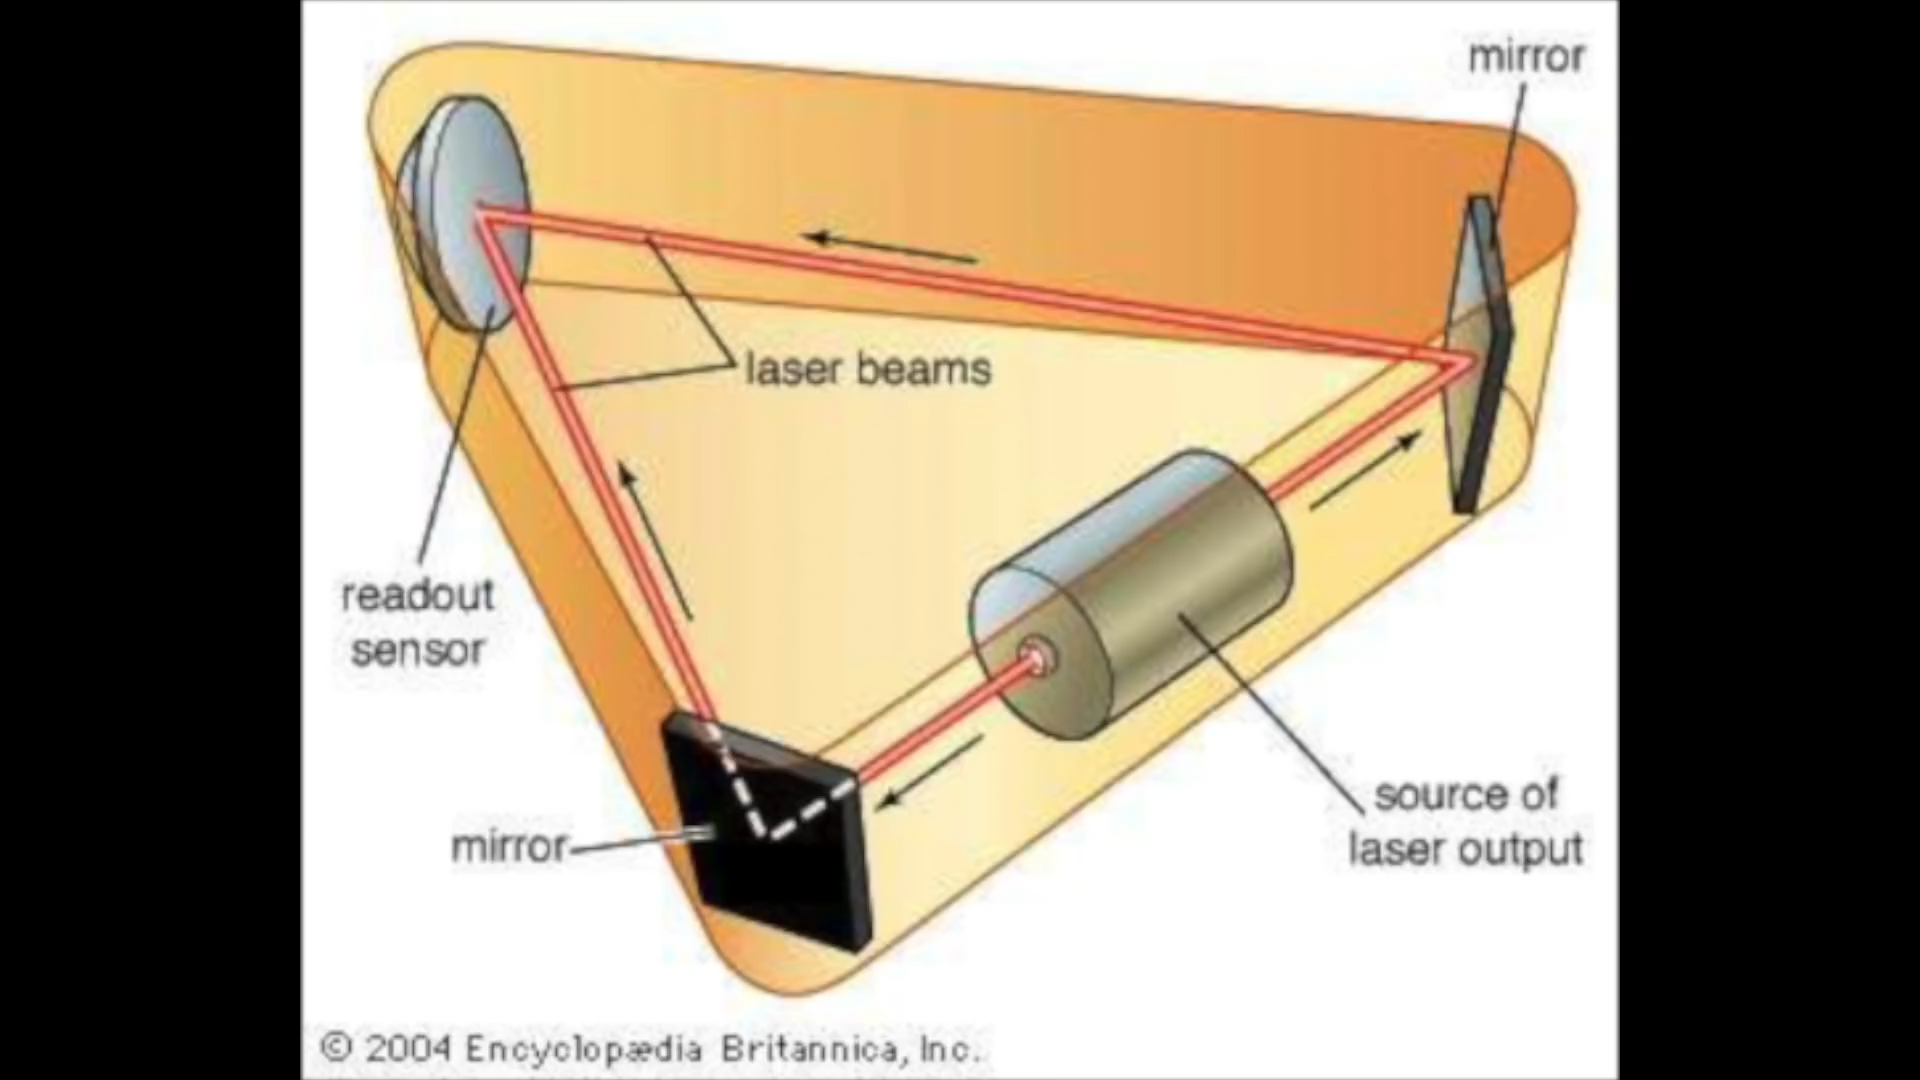 mirror
laser beams
readout
sensor
mirror
source of
laser output
© 2004 Encyclopædia Britannica, Inc.